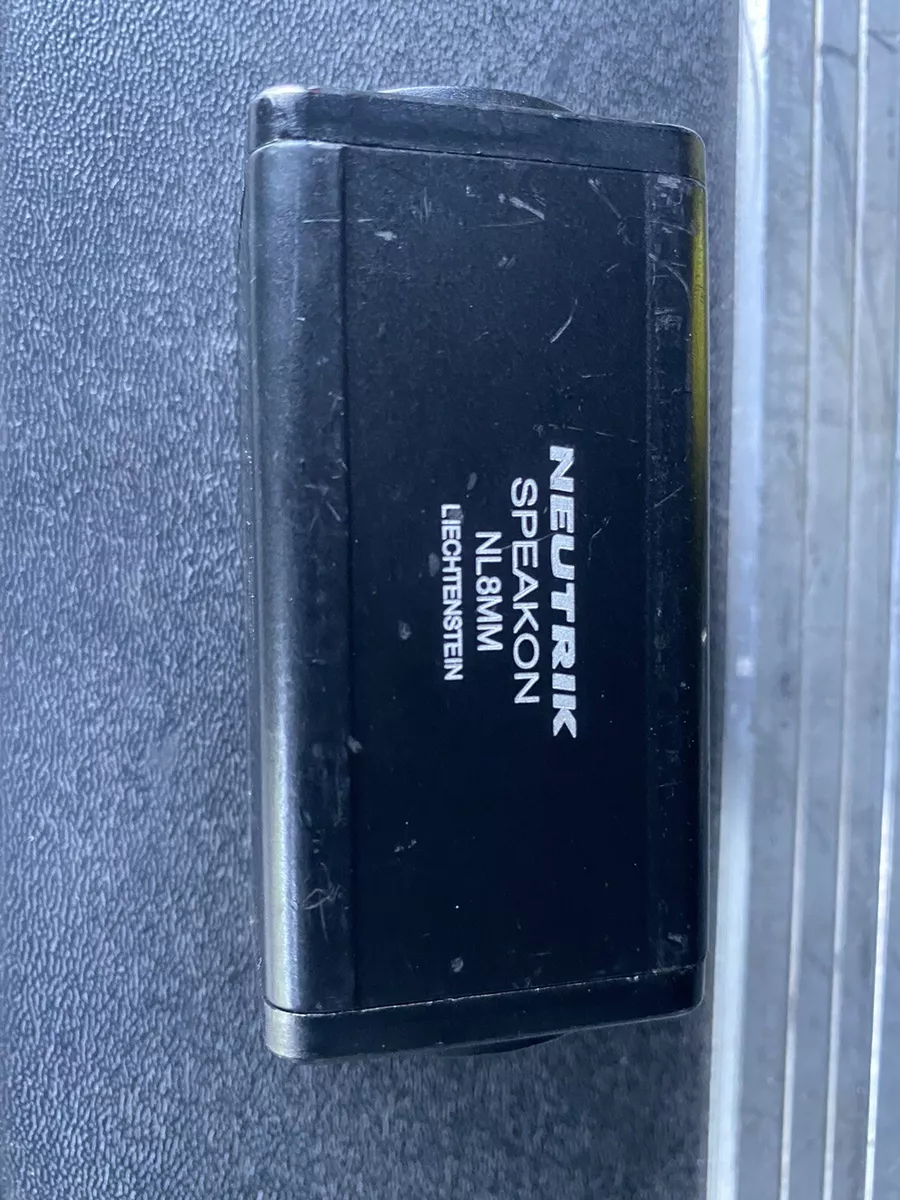 NEUTRIK
SPEAKON
NL8MM
LIECHTENSTEIN